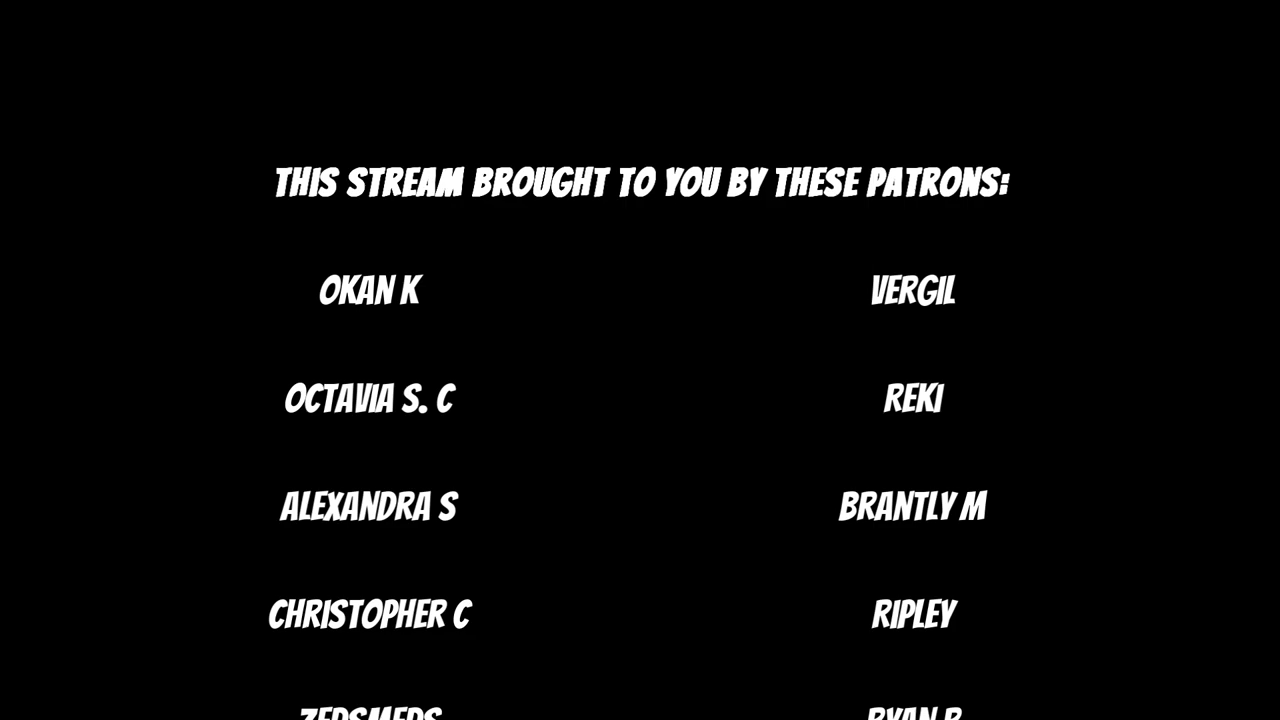 THIS STREAM BROUGHT TO YOU BY THESE PATRONS:
OKAN K VERGIL
OCTAVIA S. C REKI
ALEXANDRA S BRANTLY M
CHRISTOPHER C RIPLEY